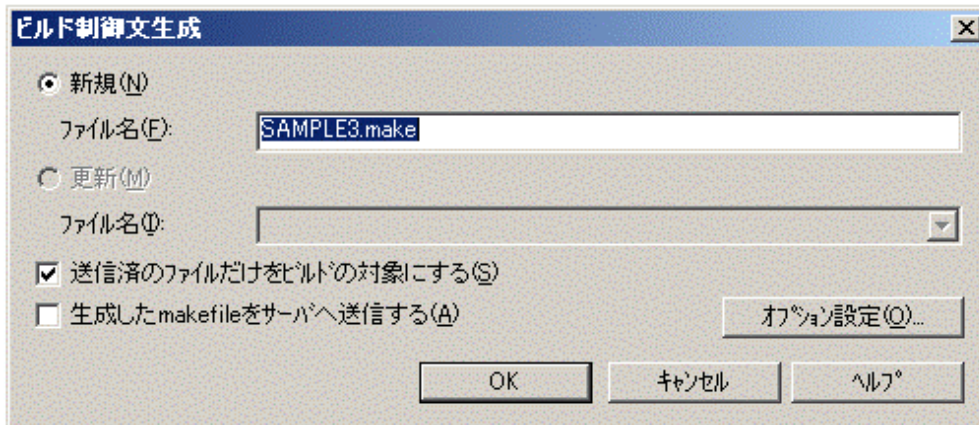 ビルド制御文生成
新規(N)
ファイル名(F): SAMPLE3.make
更新(M)
ファイル名(I):
送信済のファイルだけをビルドの対象にする(S)
生成したmakefileをサーバへ送信する(A)
オプション設定(O)...
OK キャンセル ヘルプ